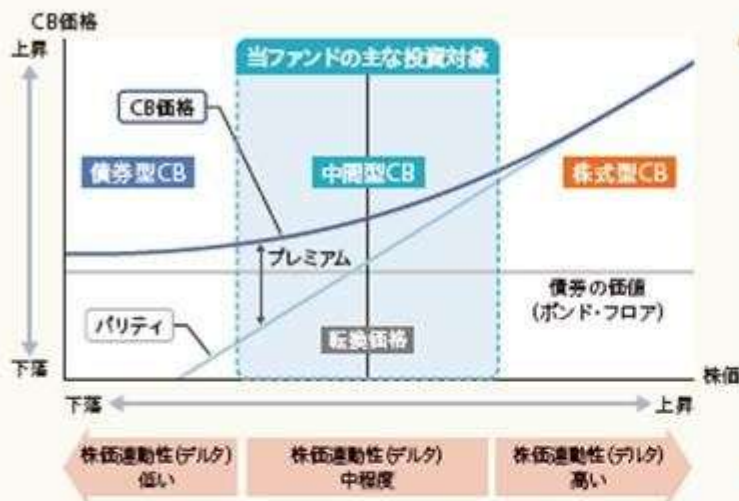 CB価格
上昇
当ファンドの主な投資対象
CB価格
債券型CB
中間型CB
株式型CB
プレミアム
債券の価値
(ボンド・フロア)
パリティ
転換価格
下落
株価
下落
上昇
株価連動性(デルタ)
低い
株価連動性(デルタ)
中程度
株価連動性(デルタ)
高い